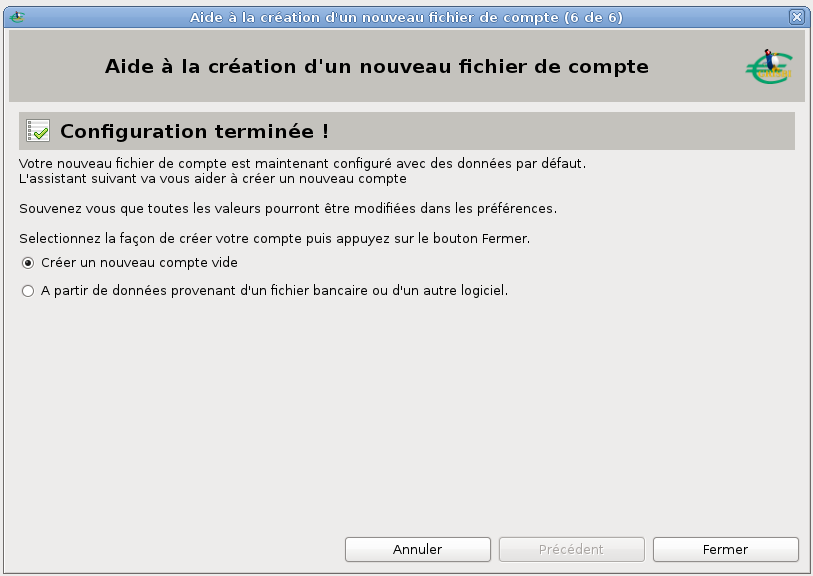 Aide à la création d'un nouveau fichier de compte (6 de 6)
Aide à la création d'un nouveau fichier de compte
Configuration terminée !
Votre nouveau fichier de compte est maintenant configuré avec des données par défaut.
L'assistant suivant va vous aider à créer un nouveau compte
Souvenez vous que toutes les valeurs pourront être modifiées dans les préférences.
Selectionnez la façon de créer votre compte puis appuyez sur le bouton Fermer.
Créer un nouveau compte vide
A partir de données provenant d'un fichier bancaire ou d'un autre logiciel.
Annuler
Précédent
Fermer